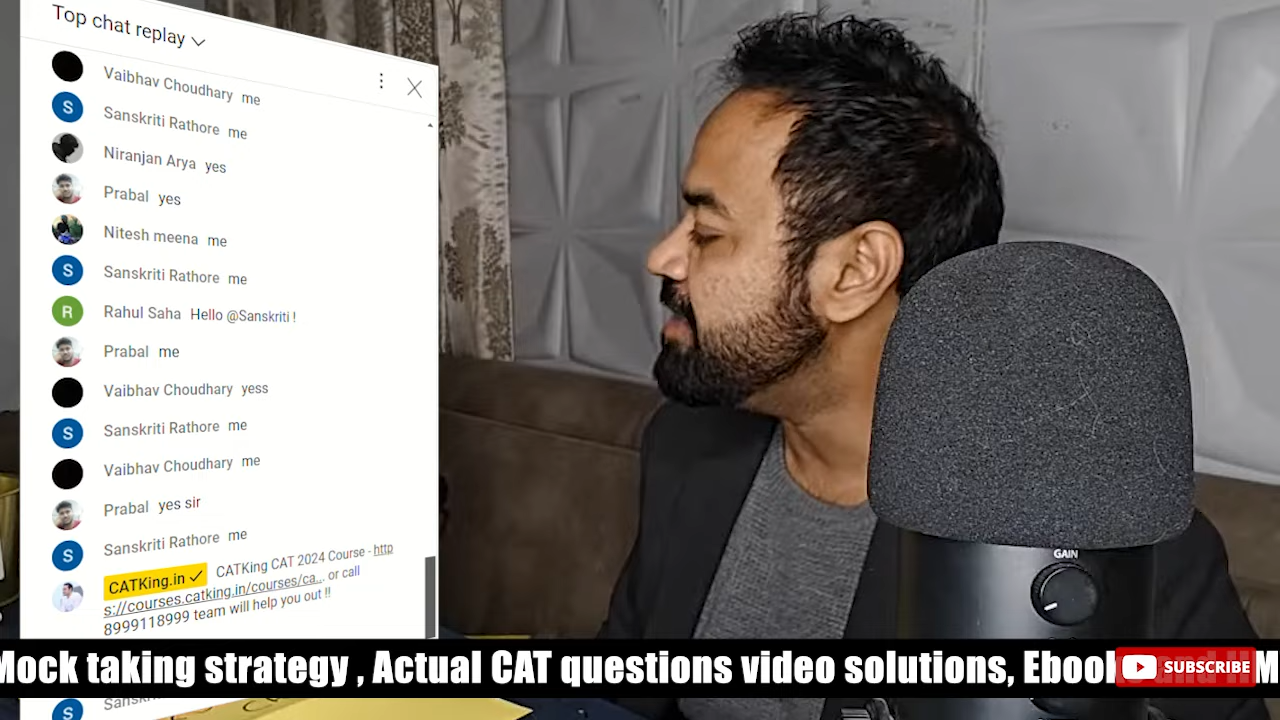 Top chat replay
Vaibhav Choudhary me
S Sanskriti Rathore me
Niranjan Arya yes
Prabal yes
Nitesh meena me
S Sanskriti Rathore me
R Rahul Saha Hello @Sanskriti !
Prabal me
Vaibhav Choudhary yess
S Sanskriti Rathore me
Vaibhav Choudhary me
Prabal yes sir
S Sanskriti Rathore me
CATKing.in CATKing CAT 2024 Course - http
s://courses.catking.in/courses/ca... or call
8999118999 team will help you out !!
GAIN
Mock taking strategy , Actual CAT questions video solutions, Ebooks and
SUBSCRIBE
S